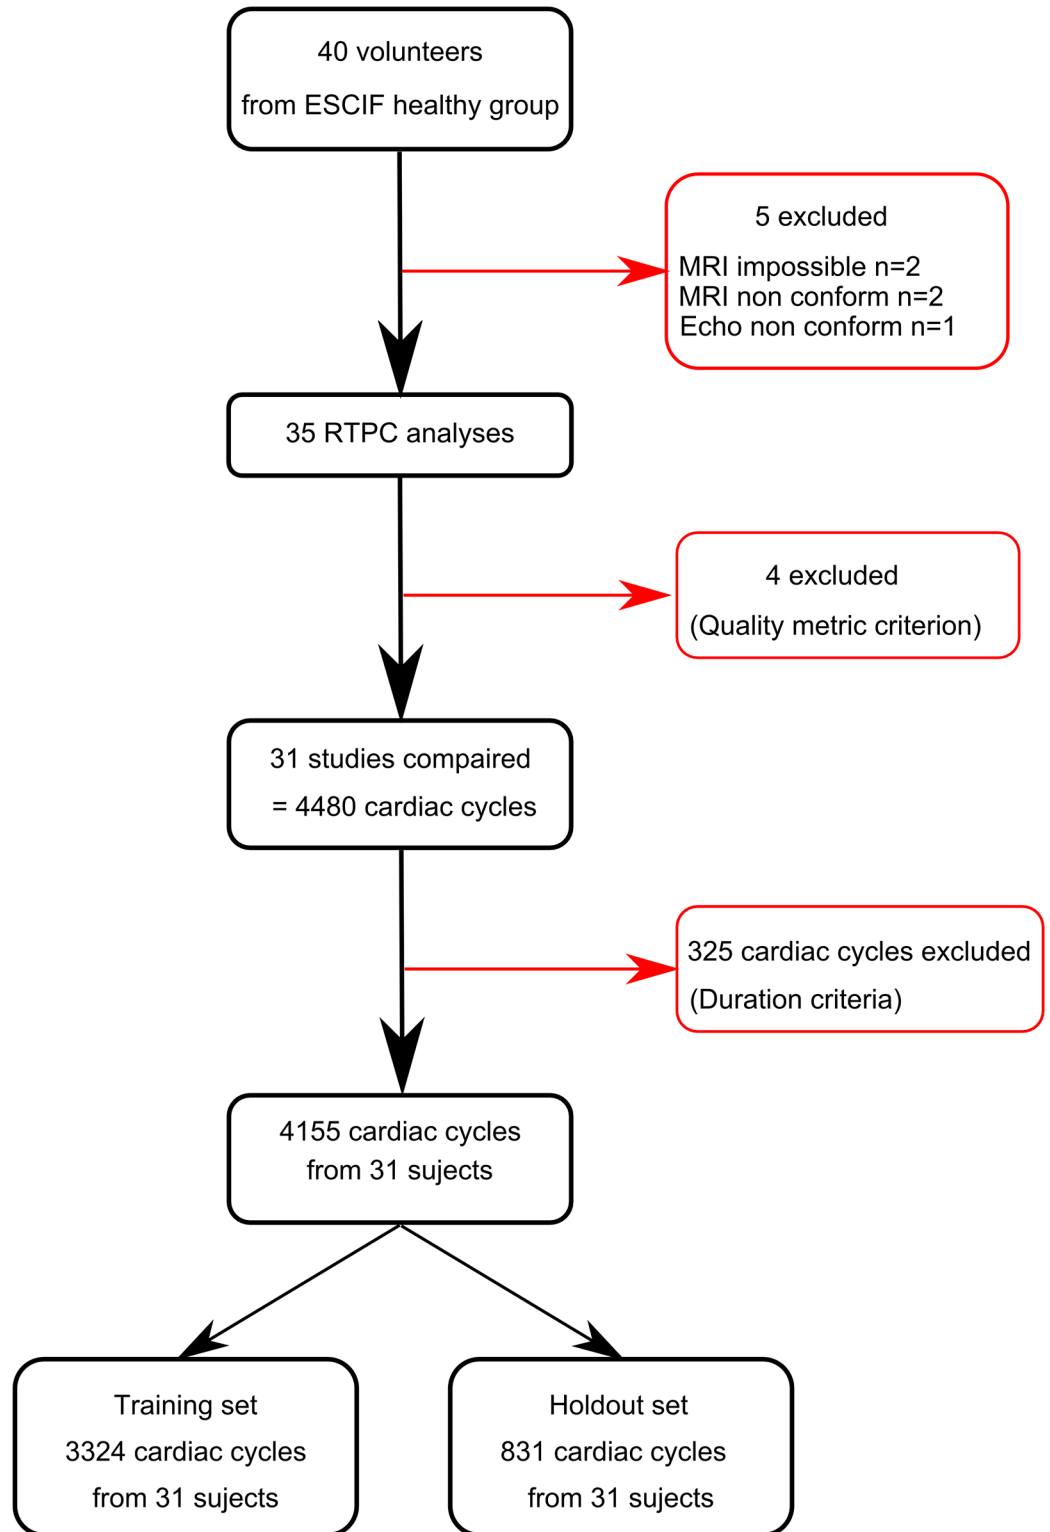 40 volunteers
from ESCIF healthy group
5 excluded
MRI impossible n=2
MRI non conform n=2
Echo non conform n=1
35 RTPC analyses
4 excluded
(Quality metric criterion)
31 studies compaired
= 4480 cardiac cycles
325 cardiac cycles excluded
(Duration criteria)
4155 cardiac cycles
from 31 sujects
Training set
3324 cardiac cycles
from 31 sujects
Holdout set
831 cardiac cycles
from 31 sujects